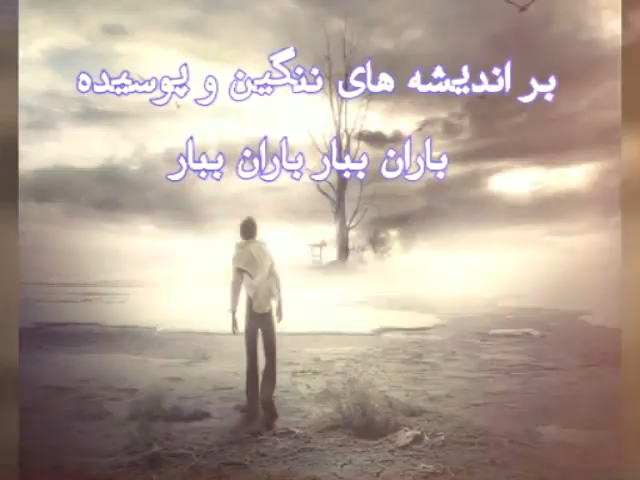 بر اندیشه های ننگین و پوسیده
باران ببار باران ببار